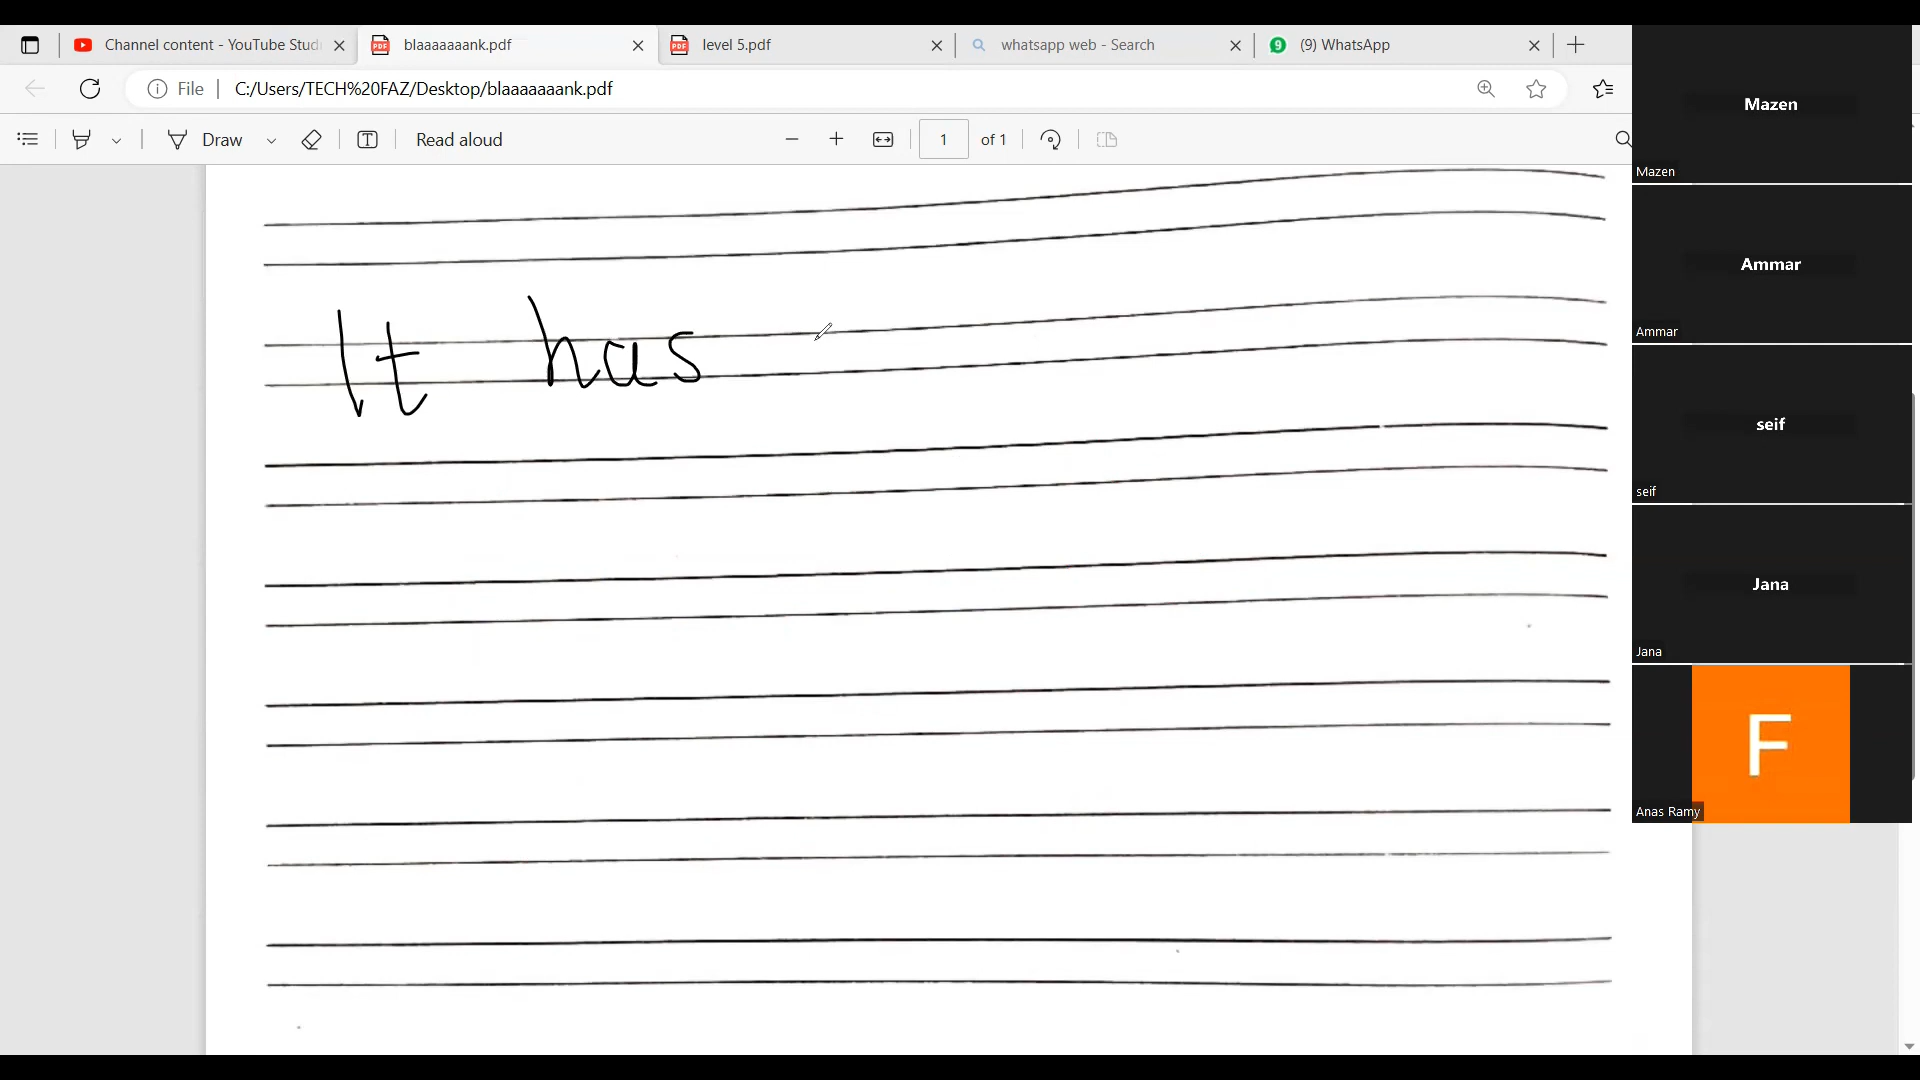 Channel content - YouTube Studi
blaaaaaaank.pdf
level 5.pdf
whatsapp web - Search
(9) WhatsApp
File
C:/Users/TECH%20FAZ/Desktop/blaaaaaaank.pdf
Draw
Read aloud
1 of 1
It has
Mazen
Mazen
Ammar
Ammar
seif
seif
Jana
Jana
F
Anas Ramy